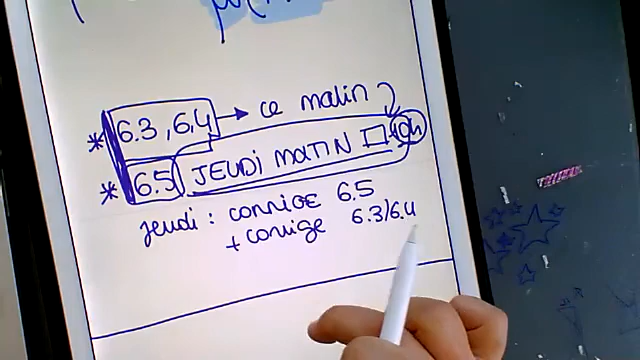 * 6.3, 6.4 → ce matin
* 6.5 JEUDI MATIN □ 10h
jeudi : corrige 6.5
+ corrige 6.3/6.4